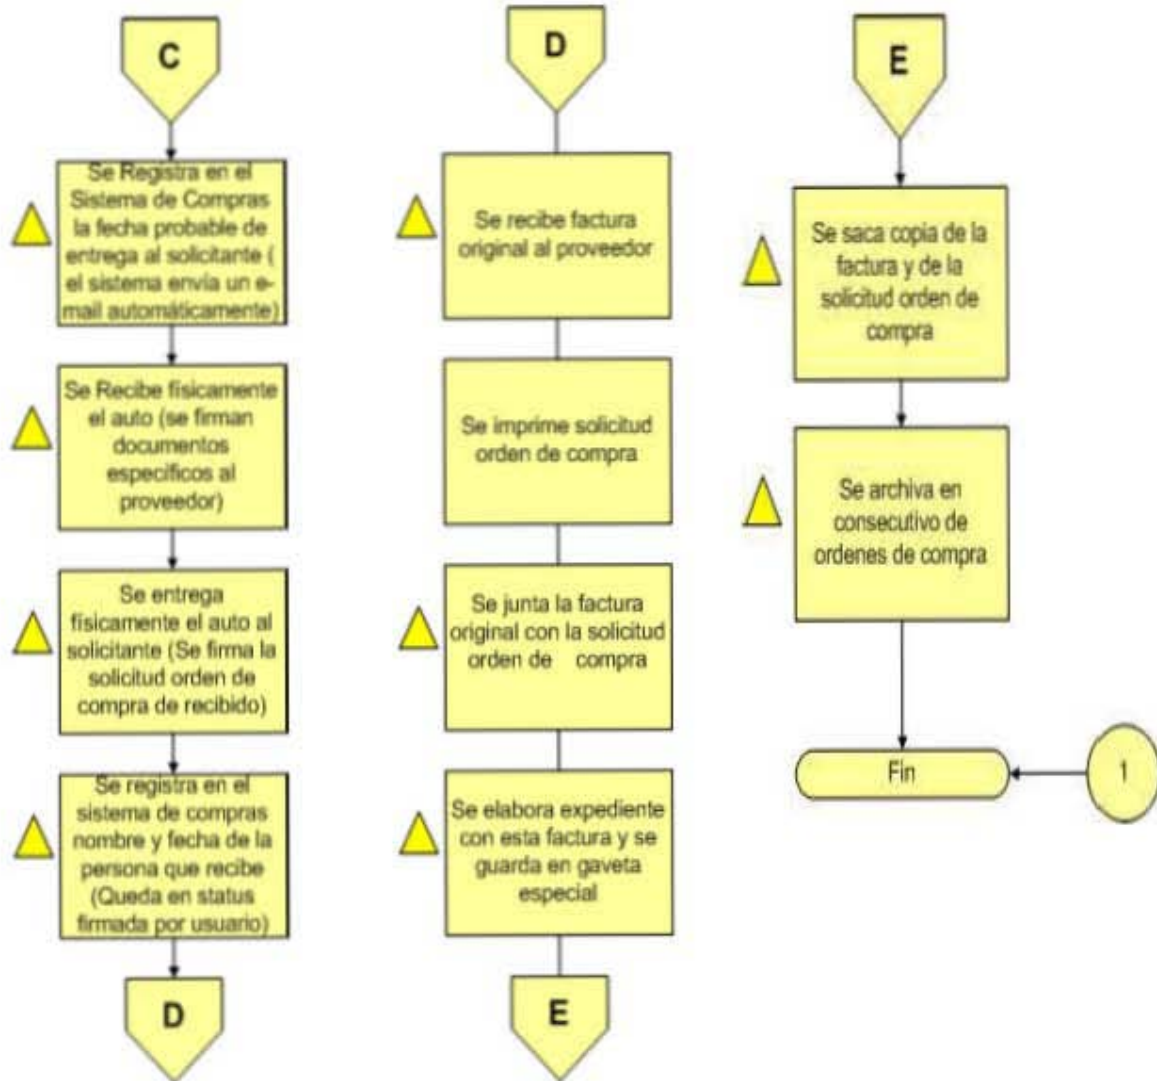 C
Se Registra en el
Sistema de Compras
la fecha probable de
entrega al solicitante (
el sistema envía un e-
mail automáticamente)
Se Recibe físicamente
el auto (se firman
documentos
específicos al
proveedor)
Se entrega
físicamente el auto al
solicitante (Se firma la
solicitud orden de
compra de recibido)
Se registra en el
sistema de compras
nombre y fecha de la
persona que recibe
(Queda en status
firmada por usuario)
D
D
Se recibe factura
original al proveedor
Se imprime solicitud
orden de compra
Se junta la factura
original con la solicitud
orden de compra
Se elabora expediente
con esta factura y se
guarda en gaveta
especial
E
E
Se saca copia de la
factura y de la
solicitud orden de
compra
Se archiva en
consecutivo de
ordenes de compra
Fin
1